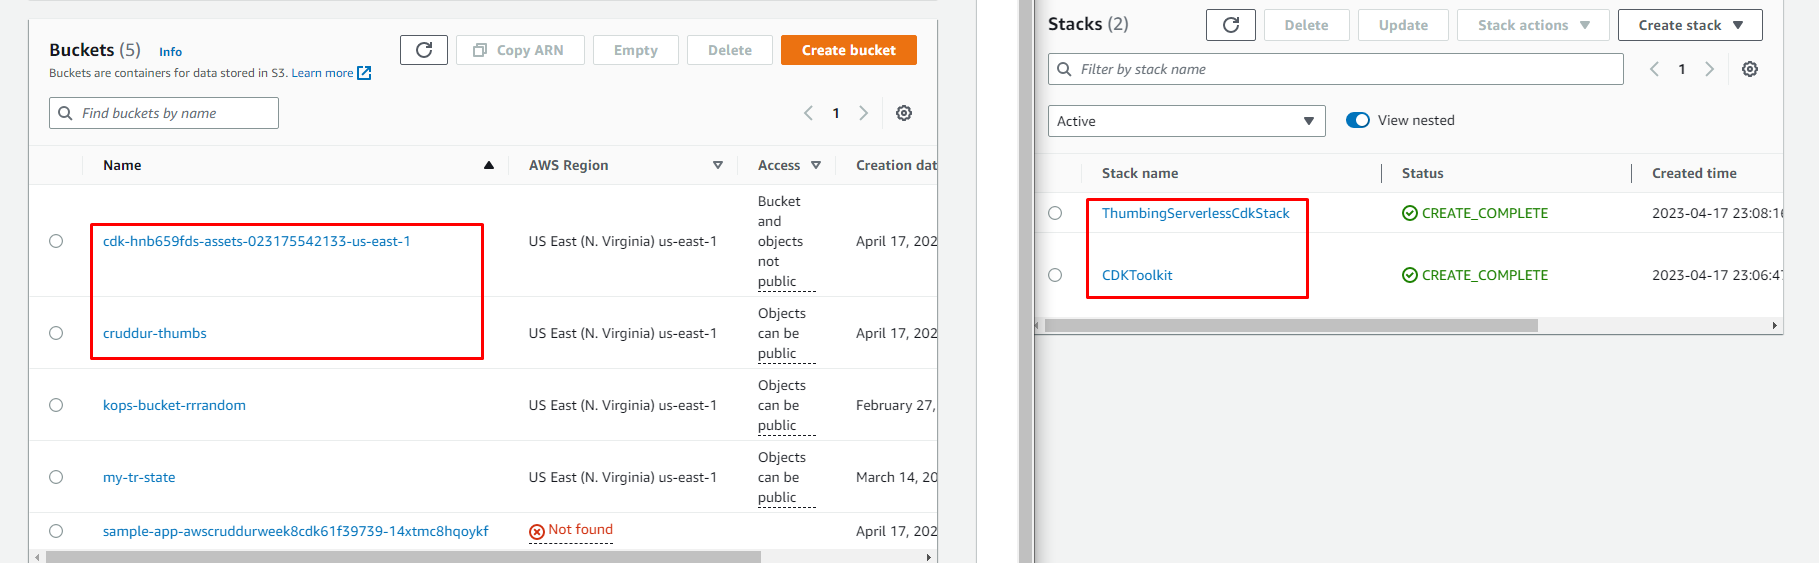 Buckets (5) Info
Buckets are containers for data stored in S3. Learn more
Copy ARN
Empty
Delete
Create bucket
Find buckets by name
1
Name AWS Region Access Creation dat
cdk-hnb659fds-assets-023175542133-us-east-1 US East (N. Virginia) us-east-1 Bucket and objects not public April 17, 202
cruddur-thumbs US East (N. Virginia) us-east-1 Objects can be public April 17, 202
kops-bucket-rrrandom US East (N. Virginia) us-east-1 Objects can be public February 27,
my-tr-state US East (N. Virginia) us-east-1 Objects can be public March 14, 20
sample-app-awscruddurweek8cdk61f39739-14xtmc8hqoykf Not found April 17, 202
Stacks (2)
Delete
Update
Stack actions
Create stack
Filter by stack name
1
Active
View nested
Stack name Status Created time
ThumbingServerlessCdkStack CREATE_COMPLETE 2023-04-17 23:08:16
CDKToolkit CREATE_COMPLETE 2023-04-17 23:06:47